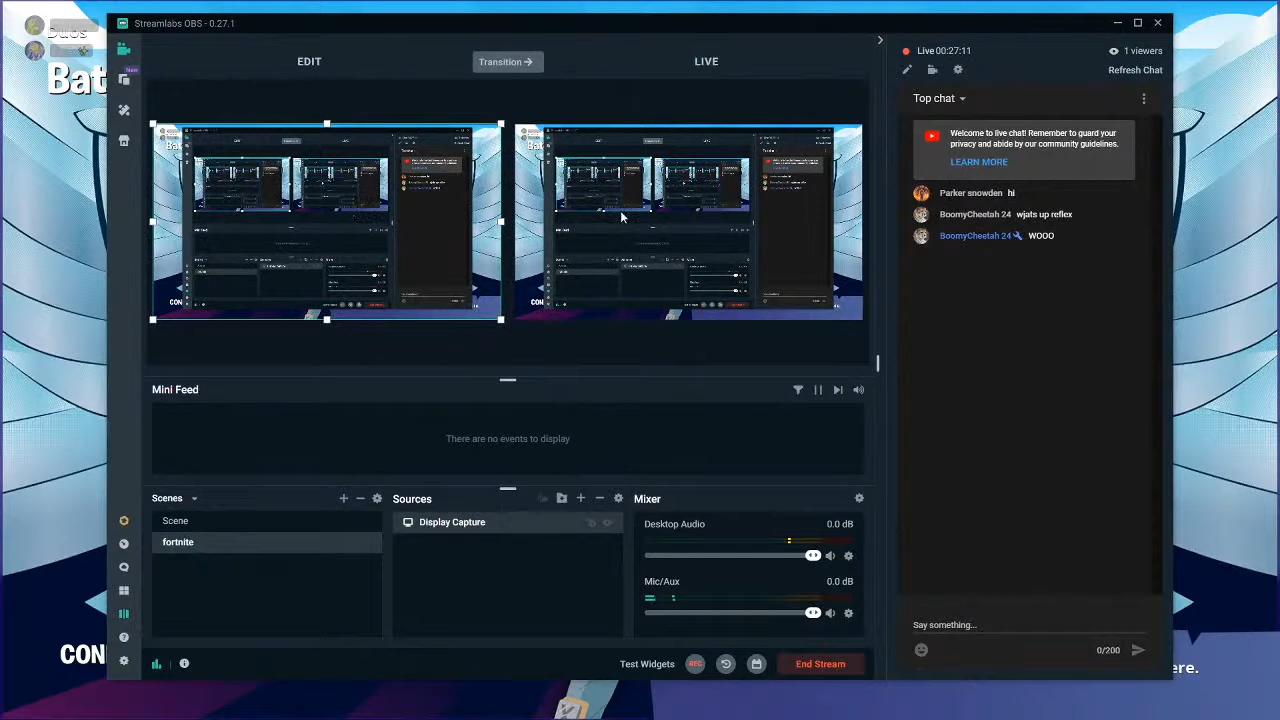 Duos
Bat
Streamlabs OBS - 0.27.1
New
EDIT
Transition
LIVE
Live 00:27:11
1 viewers
Refresh Chat
Top chat
Welcome to live chat! Remember to guard your
privacy and abide by our community guidelines.
LEARN MORE
Parker snowden hi
BoomyCheetah 24 wjats up reflex
BoomyCheetah 24 WOOO
Mini Feed
There are no events to display
Scenes
Scene
fortnite
Sources
Display Capture
Mixer
Desktop Audio 0.0 dB
Mic/Aux 0.0 dB
Say something...
0/200
Test Widgets
REC
End Stream
CON
ere.